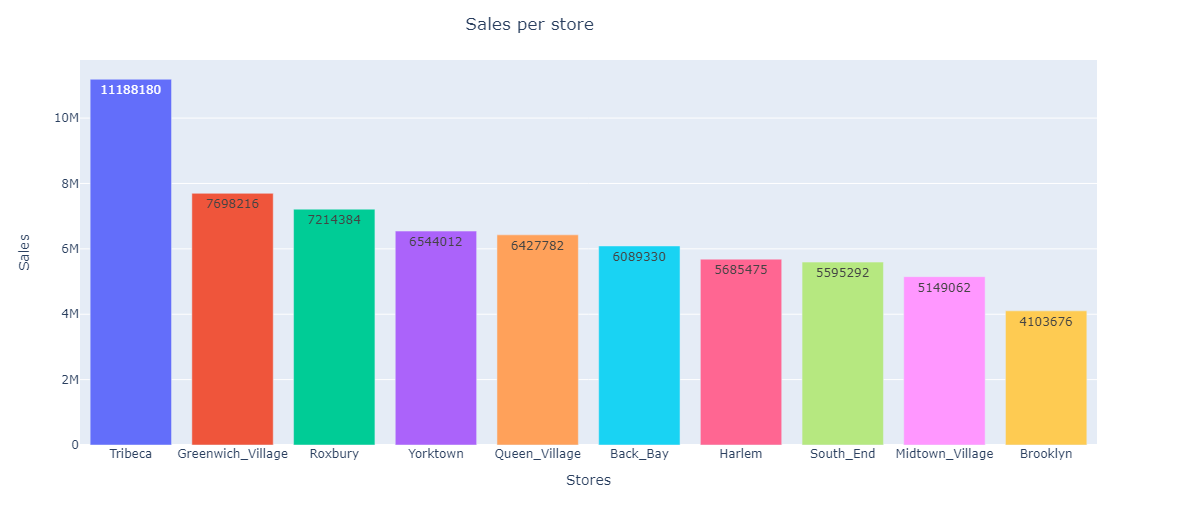 Sales per store
Sales
10M
8M
6M
4M
2M
0
11188180
7698216
7214384
6544012
6427782
6089330
5685475
5595292
5149062
4103676
Tribeca
Greenwich_Village
Roxbury
Yorktown
Queen_Village
Back_Bay
Harlem
South_End
Midtown_Village
Brooklyn
Stores